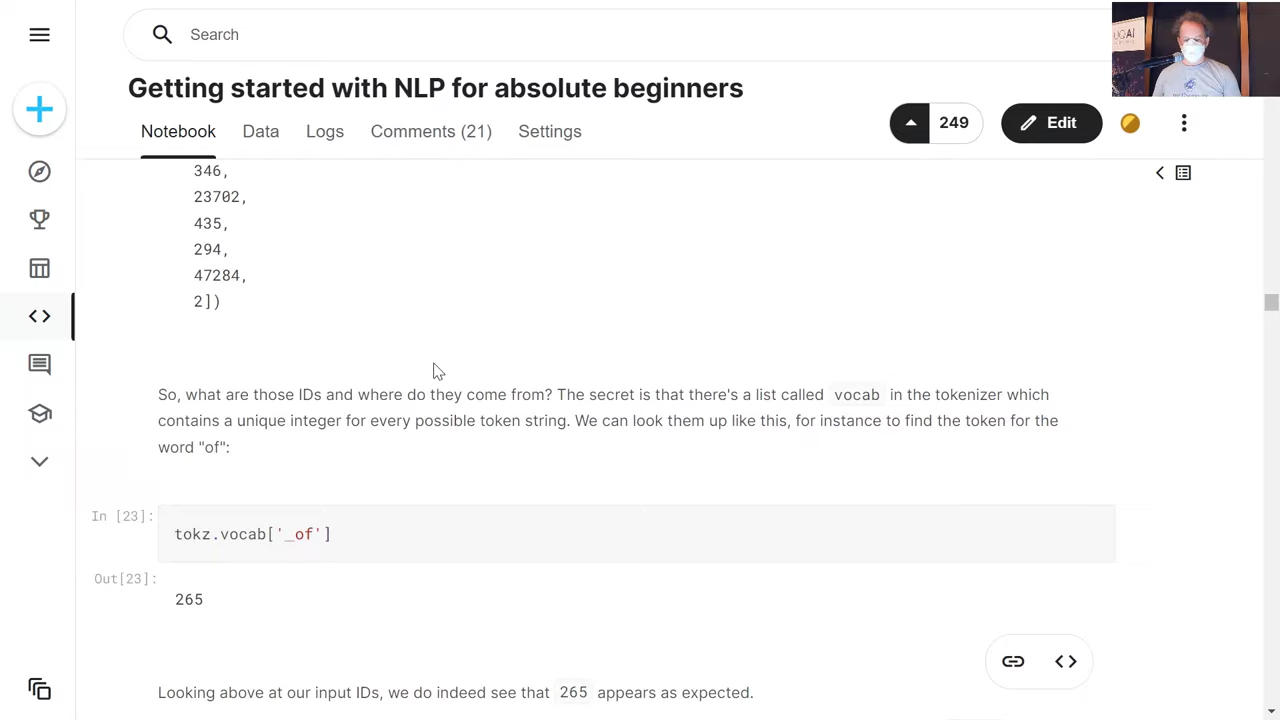 Search
UQAI
Getting started with NLP for absolute beginners
Notebook Data Logs Comments (21) Settings
249 Edit
346,
23702,
435,
294,
47284,
2])
So, what are those IDs and where do they come from? The secret is that there's a list called vocab in the tokenizer which
contains a unique integer for every possible token string. We can look them up like this, for instance to find the token for the
word "of":
In [23]:
tokz.vocab['▁of']
Out[23]:
265
Looking above at our input IDs, we do indeed see that 265 appears as expected.